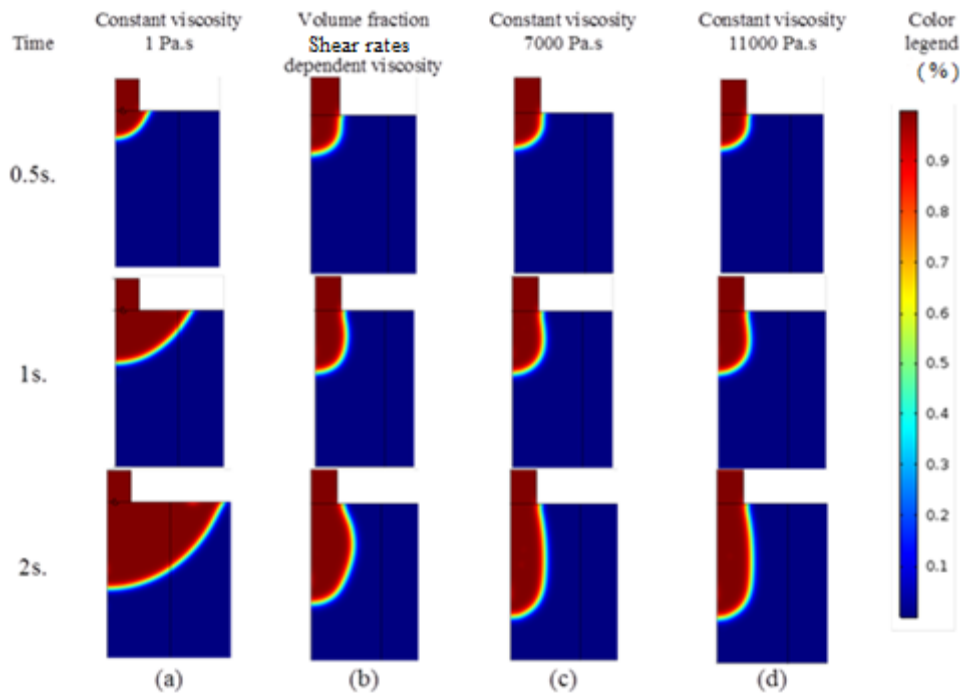 Time
Constant viscosity
1 Pa.s
Volume fraction
Shear rates
dependent viscosity
Constant viscosity
7000 Pa.s
Constant viscosity
11000 Pa.s
Color
legend
(%)
0.5s.
1s.
2s.
0.9
0.8
0.7
0.6
0.5
0.4
0.3
0.2
0.1
(a)
(b)
(c)
(d)